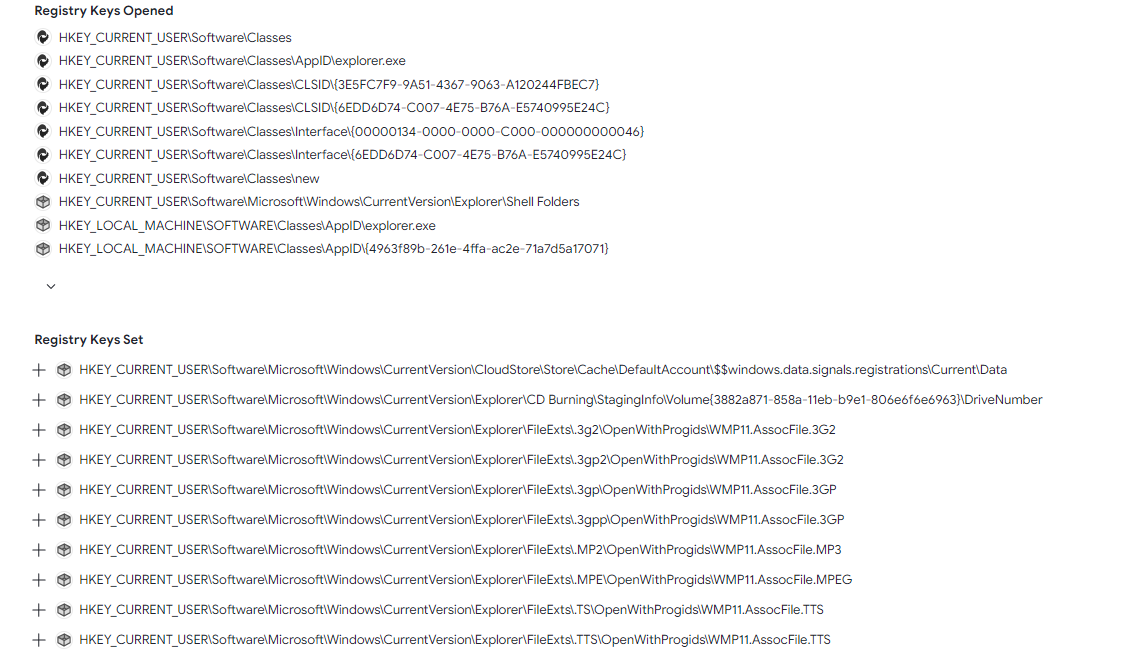 Registry Keys Opened
HKEY_CURRENT_USER\Software\Classes
HKEY_CURRENT_USER\Software\Classes\AppID\explorer.exe
HKEY_CURRENT_USER\Software\Classes\CLSID\{3E5FC7F9-9A51-4367-9063-A120244FBEC7}
HKEY_CURRENT_USER\Software\Classes\CLSID\{6EDD6D74-C007-4E75-B76A-E5740995E24C}
HKEY_CURRENT_USER\Software\Classes\Interface\{00000134-0000-0000-C000-000000000046}
HKEY_CURRENT_USER\Software\Classes\Interface\{6EDD6D74-C007-4E75-B76A-E5740995E24C}
HKEY_CURRENT_USER\Software\Classes\new
HKEY_CURRENT_USER\Software\Microsoft\Windows\CurrentVersion\Explorer\Shell Folders
HKEY_LOCAL_MACHINE\SOFTWARE\Classes\AppID\explorer.exe
HKEY_LOCAL_MACHINE\SOFTWARE\Classes\AppID\{4963f89b-261e-4ffa-ac2e-71a7d5a17071}
Registry Keys Set
HKEY_CURRENT_USER\Software\Microsoft\Windows\CurrentVersion\CloudStore\Store\Cache\DefaultAccount\$$windows.data.signals.registrations\Current\Data
HKEY_CURRENT_USER\Software\Microsoft\Windows\CurrentVersion\Explorer\CD Burning\StagingInfo\Volume{3882a871-858a-11eb-b9e1-806e6f6e6963}\DriveNumber
HKEY_CURRENT_USER\Software\Microsoft\Windows\CurrentVersion\Explorer\FileExts\.3g2\OpenWithProgids\WMP11.AssocFile.3G2
HKEY_CURRENT_USER\Software\Microsoft\Windows\CurrentVersion\Explorer\FileExts\.3gp2\OpenWithProgids\WMP11.AssocFile.3G2
HKEY_CURRENT_USER\Software\Microsoft\Windows\CurrentVersion\Explorer\FileExts\.3gp\OpenWithProgids\WMP11.AssocFile.3GP
HKEY_CURRENT_USER\Software\Microsoft\Windows\CurrentVersion\Explorer\FileExts\.3gpp\OpenWithProgids\WMP11.AssocFile.3GP
HKEY_CURRENT_USER\Software\Microsoft\Windows\CurrentVersion\Explorer\FileExts\.MP2\OpenWithProgids\WMP11.AssocFile.MP3
HKEY_CURRENT_USER\Software\Microsoft\Windows\CurrentVersion\Explorer\FileExts\.MPE\OpenWithProgids\WMP11.AssocFile.MPEG
HKEY_CURRENT_USER\Software\Microsoft\Windows\CurrentVersion\Explorer\FileExts\.TS\OpenWithProgids\WMP11.AssocFile.TTS
HKEY_CURRENT_USER\Software\Microsoft\Windows\CurrentVersion\Explorer\FileExts\.TTS\OpenWithProgids\WMP11.AssocFile.TTS